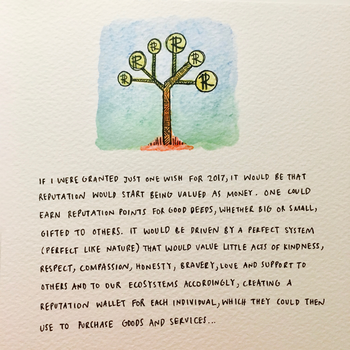 R R R R R R
IF I WERE GRANTED JUST ONE WISH FOR 2017, IT WOULD BE THAT
REPUTATION WOULD START BEING VALUED AS MONEY. ONE COULD
EARN REPUTATION POINTS FOR GOOD DEEDS, WHETHER BIG OR SMALL,
GIFTED TO OTHERS. IT WOULD BE DRIVEN BY A PERFECT SYSTEM
(PERFECT LIKE NATURE) THAT WOULD VALUE LITTLE ACTS OF KINDNESS,
RESPECT, COMPASSION, HONESTY, BRAVERY, LOVE AND SUPPORT TO
OTHERS AND TO OUR ECOSYSTEMS ACCORDINGLY, CREATING A
REPUTATION WALLET FOR EACH INDIVIDUAL, WHICH THEY COULD THEN
USE TO PURCHASE GOODS AND SERVICES...